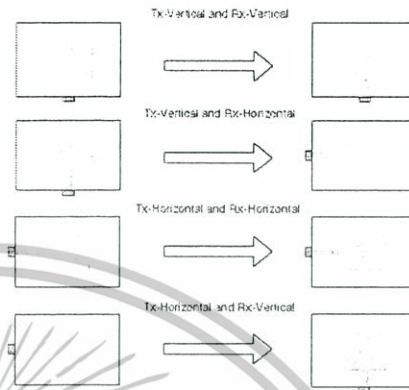 Tx-Vertical and Rx-Vertical
Tx-Vertical and Rx-Horizontal
Tx-Horizontal and Rx-Horizontal
Tx-Horizontal and Rx-Vertical